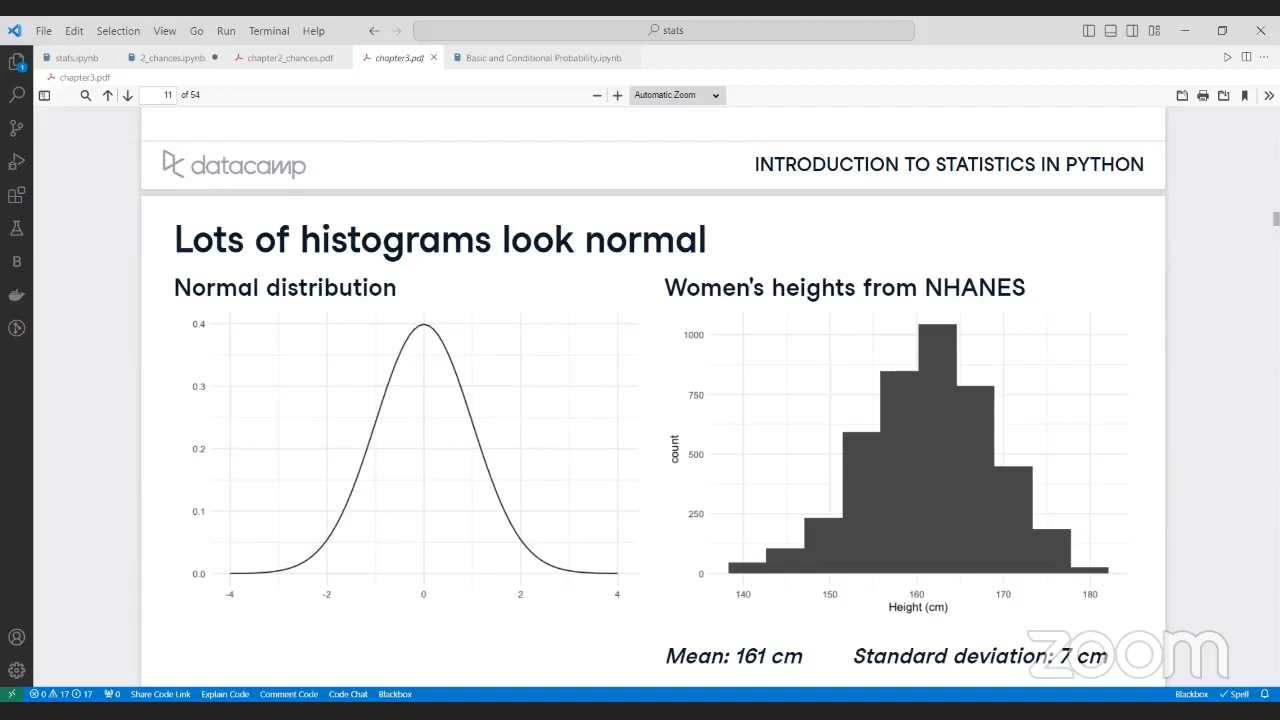 File Edit Selection View Go Run Terminal Help
stats
stats.ipynb 2_chances.ipynb chapter2_chances.pdf chapter3.pdf Basic and Conditional Probability.ipynb
chapter3.pdf
11 of 54 Automatic Zoom
datacamp INTRODUCTION TO STATISTICS IN PYTHON
Lots of histograms look normal
Normal distribution Women's heights from NHANES
0.4
0.3
0.2
0.1
0.0
-4 -2 0 2 4
1000
750
500
250
0
count
140 150 160 170 180
Height (cm)
Mean: 161 cm Standard deviation: 7 cm
zoom
0 17 17 0 Share Code Link Explain Code Comment Code Code Chat Blackbox Blackbox Spell